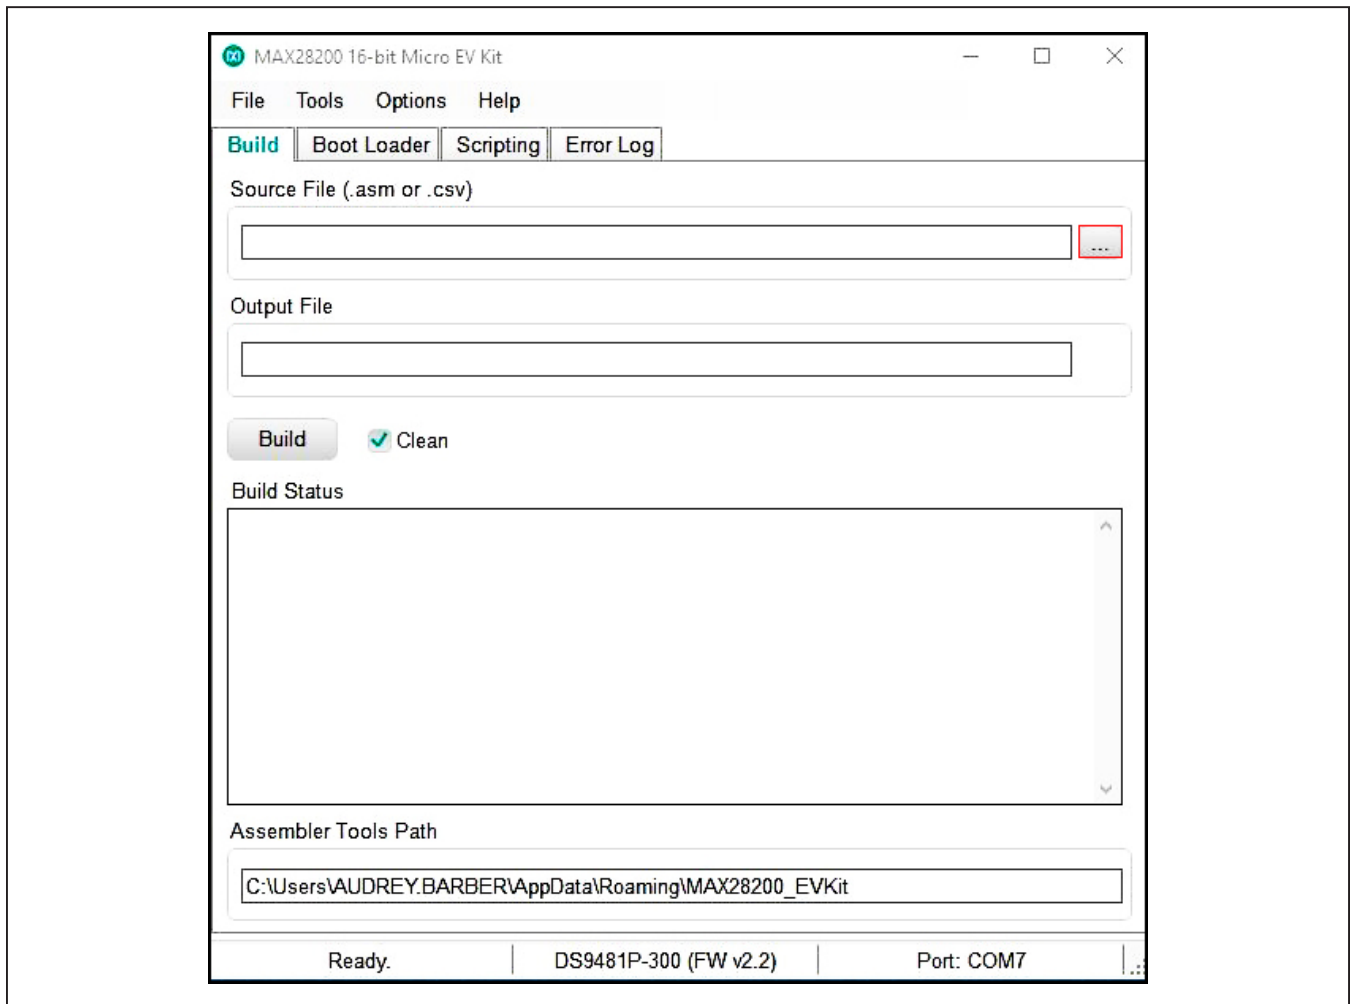 MAX28200 16-bit Micro EV Kit
File Tools Options Help
Build Boot Loader Scripting Error Log
Source File (.asm or .csv)
...
Output File
Build Clean
Build Status
Assembler Tools Path
C:\Users\AUDREY.BARBER\AppData\Roaming\MAX28200_EVKit
Ready. DS9481P-300 (FW v2.2) Port: COM7